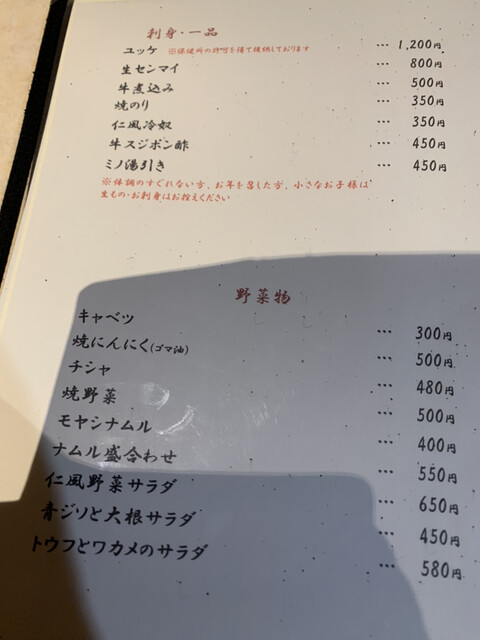 刺身・一品
ユッケ ※保健所の許可を得て提供しております … 1,200円
生センマイ … 800円
牛煮込み … 500円
焼のり … 350円
仁風冷奴 … 350円
牛スジポン酢 … 450円
ミノ湯引き … 450円
※体調のすぐれない方、お年を召した方、小さなお子様は
生もの・お刺身はお控えください
野菜物
キャベツ … 300円
焼にんにく(ゴマ油) … 500円
チシャ … 480円
焼野菜 … 500円
モヤシナムル … 400円
ナムル盛合わせ … 550円
仁風野菜サラダ … 650円
青ジソと大根サラダ … 450円
トウフとワカメのサラダ … 580円